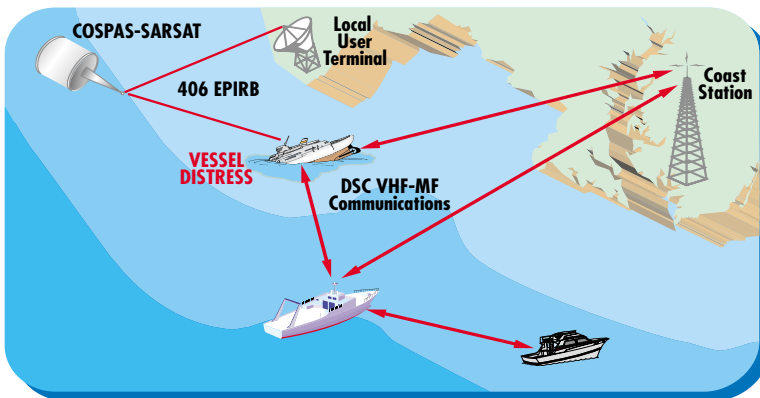 COSPAS-SARSAT
Local
User
Terminal
406 EPIRB
Coast
Station
VESSEL
DISTRESS
DSC VHF-MF
Communications